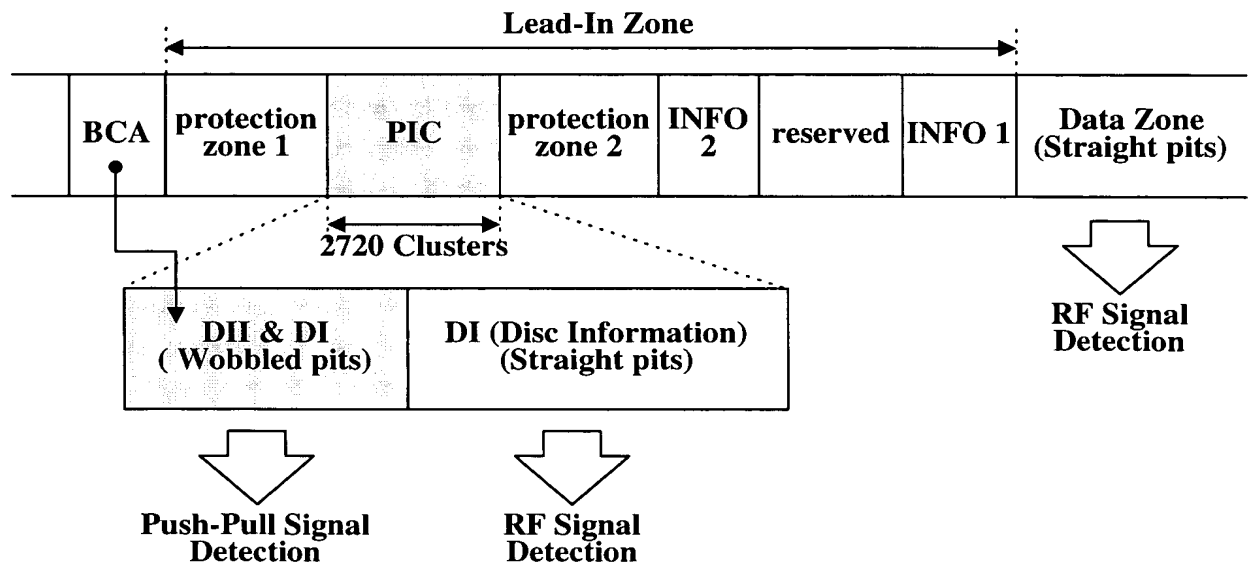 Lead-In Zone
BCA
protection
zone 1
PIC
protection
zone 2
INFO
2
reserved
INFO 1
Data Zone
(Straight pits)
2720 Clusters
DII & DI
( Wobbled pits)
DI (Disc Information)
(Straight pits)
RF Signal
Detection
Push-Pull Signal
Detection
RF Signal
Detection